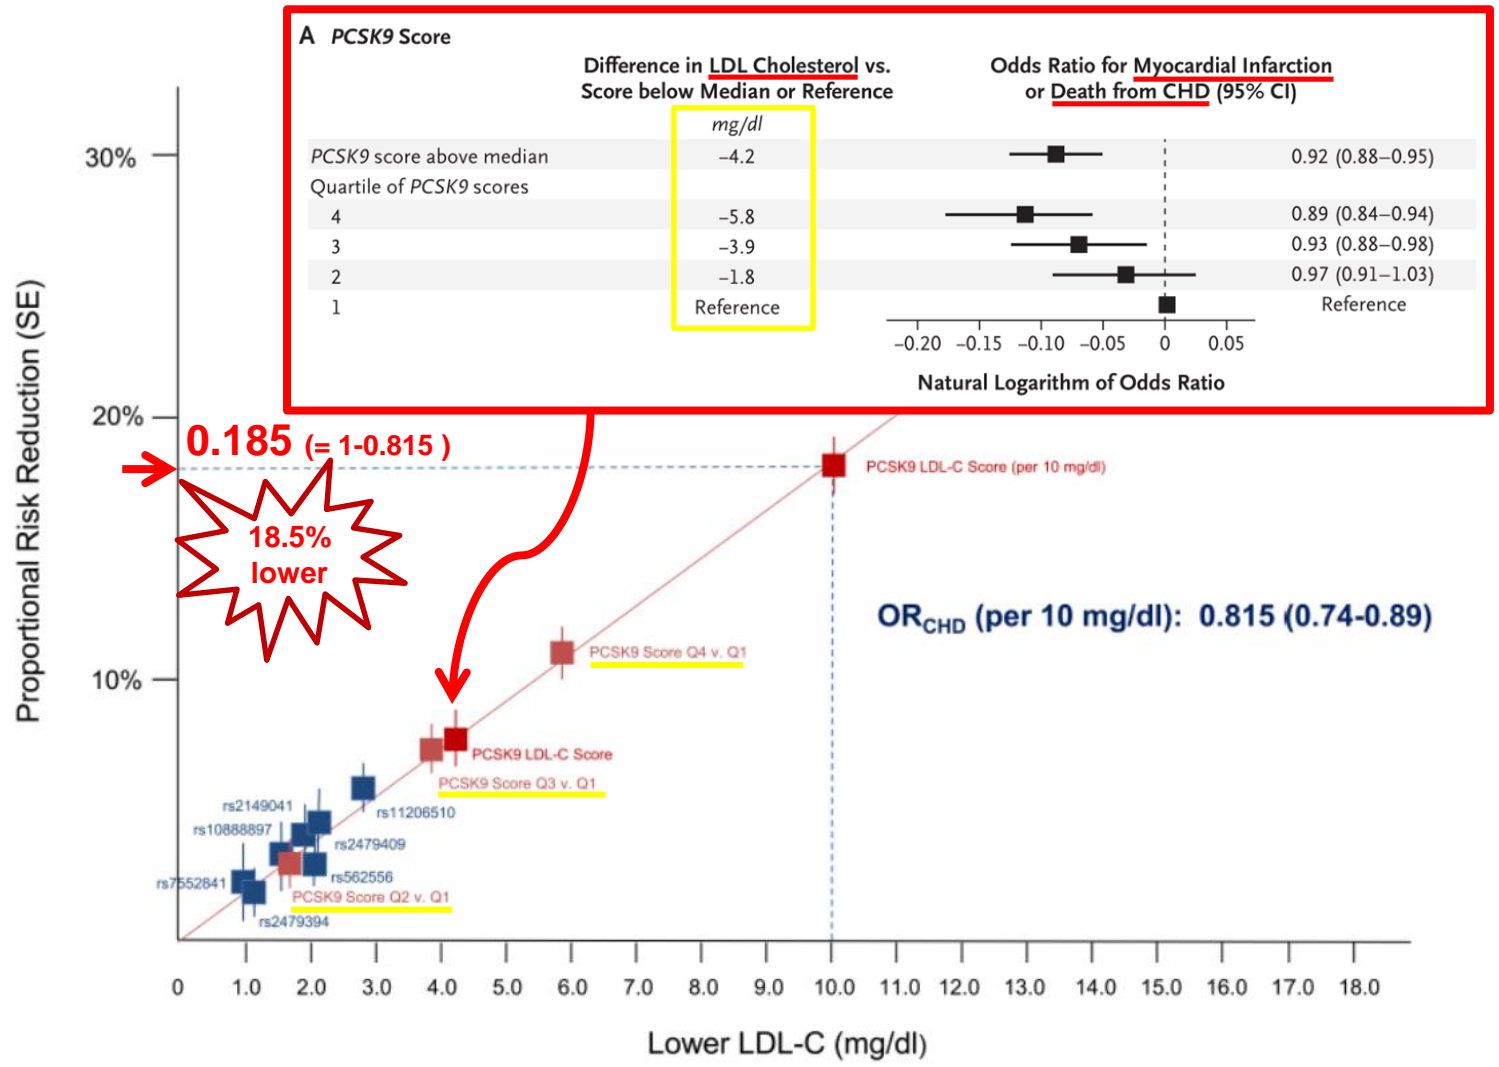 A PCSK9 Score
Difference in LDL Cholesterol vs.
Score below Median or Reference
Odds Ratio for Myocardial Infarction
or Death from CHD (95% CI)
mg/dl
PCSK9 score above median –4.2 0.92 (0.88–0.95)
Quartile of PCSK9 scores
4 –5.8 0.89 (0.84–0.94)
3 –3.9 0.93 (0.88–0.98)
2 –1.8 0.97 (0.91–1.03)
1 Reference Reference
–0.20 –0.15 –0.10 –0.05 0 0.05
Natural Logarithm of Odds Ratio
Proportional Risk Reduction (SE)
30%
20%
10%
0.185 (= 1-0.815 )
18.5%
lower
PCSK9 LDL-C Score (per 10 mg/dl)
ORCHD (per 10 mg/dl): 0.815 (0.74-0.89)
PCSK9 Score Q4 v. Q1
PCSK9 LDL-C Score
PCSK9 Score Q3 v. Q1
rs2149041
rs11206510
rs10888897
rs2479409
rs562556
rs7552841
PCSK9 Score Q2 v. Q1
rs2479394
0 1.0 2.0 3.0 4.0 5.0 6.0 7.0 8.0 9.0 10.0 11.0 12.0 13.0 14.0 15.0 16.0 17.0 18.0
Lower LDL-C (mg/dl)